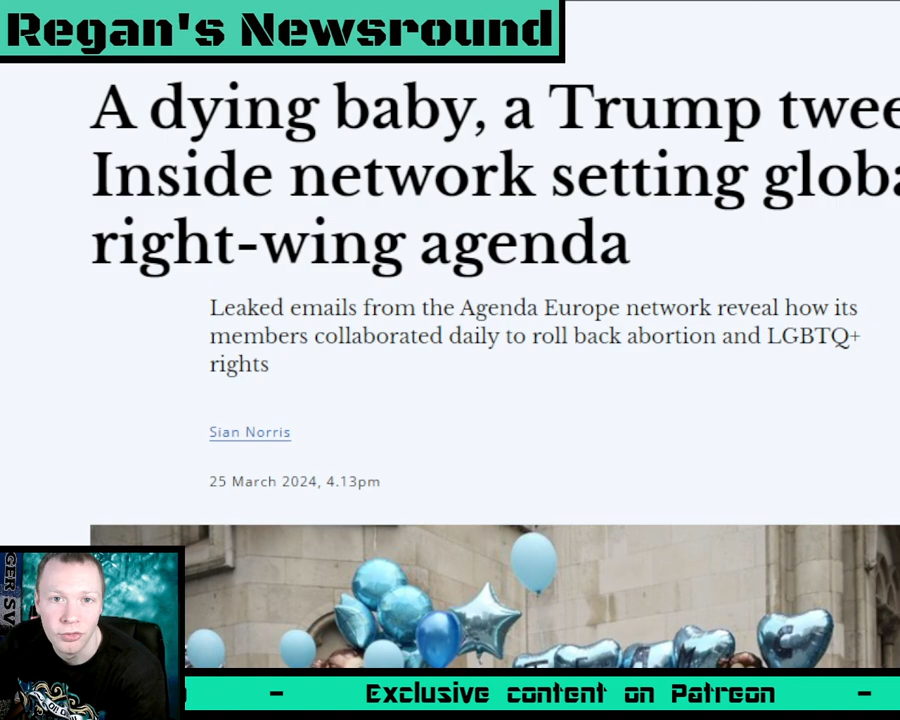 Regan's Newsround
A dying baby, a Trump
Inside network setting
right-wing agenda
Leaked emails from the Agenda Europe network reveal how its
members collaborated daily to roll back abortion and LGBTQ+
rights
Sian Norris
25 March 2024, 4.13pm
- Exclusive content on Patreon -